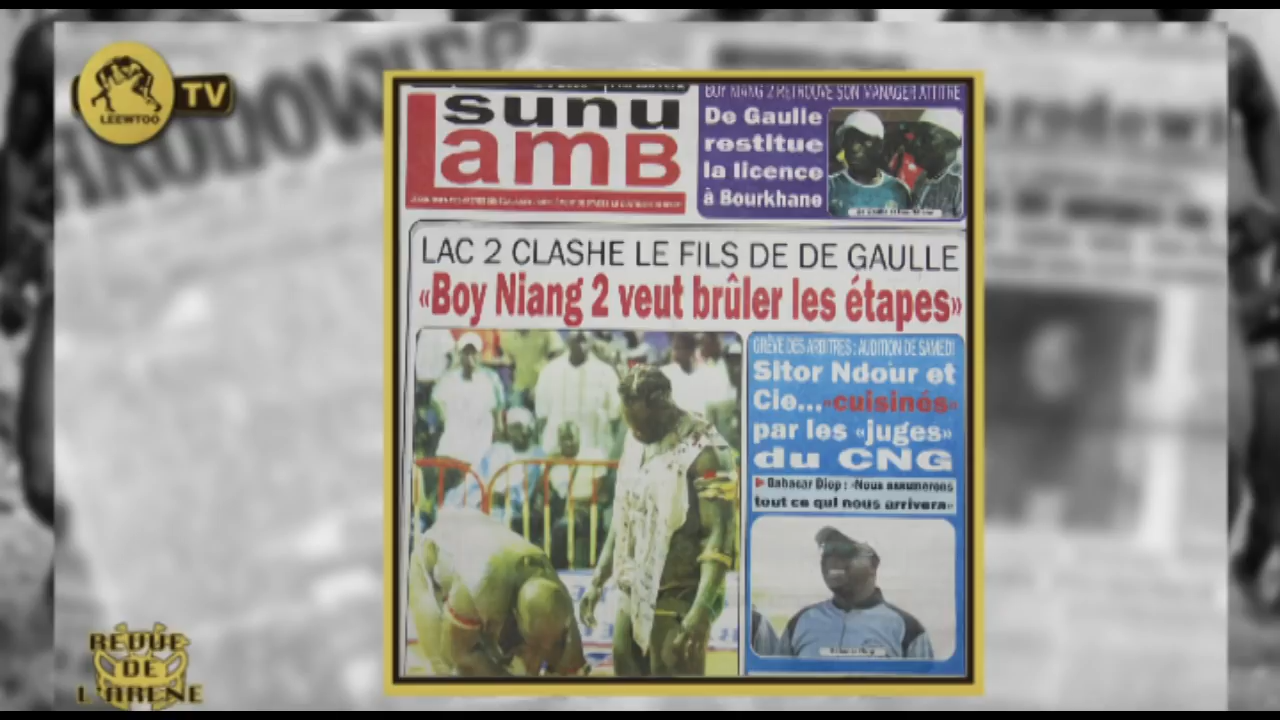 LEEWTOO
TV
sunu
Lamb
BOY NIANG 2 RETROUVE SON MANAGER ATTITRE
De Gaulle
restitue
la licence
à Bourkhane
LAC 2 CLASHE LE FILS DE DE GAULLE
«Boy Niang 2 veut brûler les étapes»
GRÈVE DES ARBITRES : AUDITION DE SAMEDI
Sitor Ndour et
Cie... «cuisinés»
par les «juges»
du CNG
Babacar Diop : «Nous assumerons
tout ce qui nous arrivera»
REVUE
DE
L'ARENE